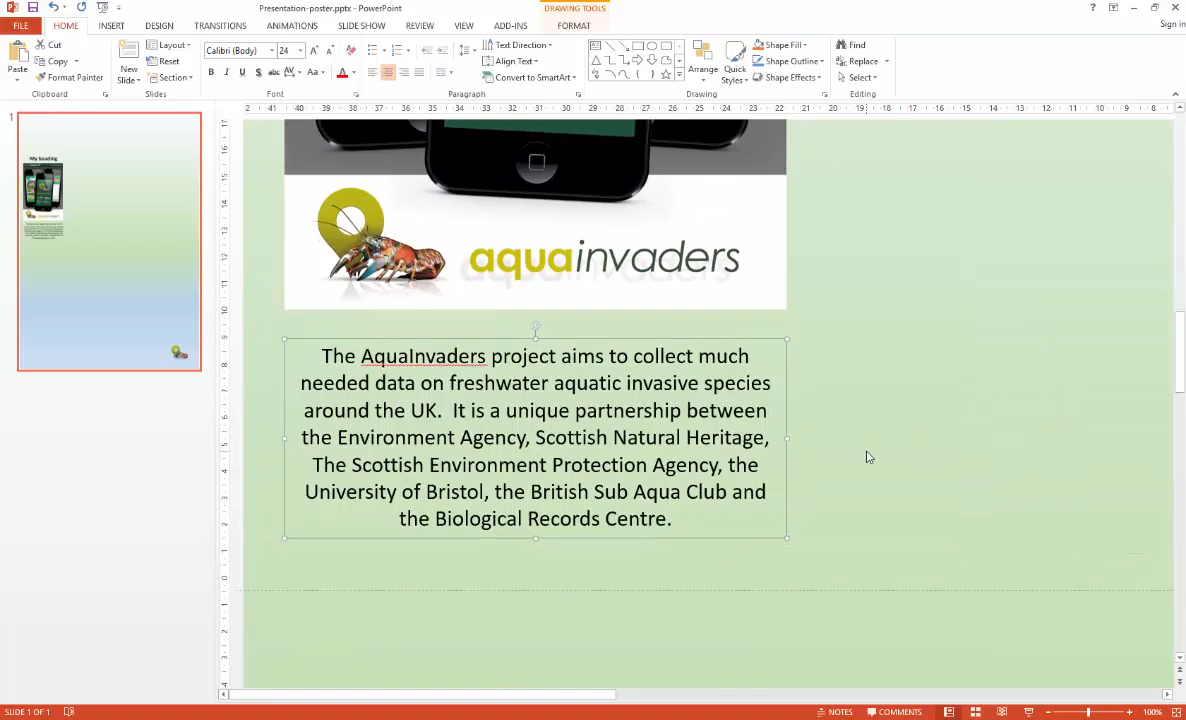 Presentation-poster.pptx - PowerPoint
DRAWING TOOLS
Sign in
FILE HOME INSERT DESIGN TRANSITIONS ANIMATIONS SLIDE SHOW REVIEW VIEW ADD-INS FORMAT
Paste
Cut
Copy
Format Painter
Clipboard
New Slide
Layout
Reset
Section
Slides
Calibri (Body) 24
B I U S abc AV Aa A
Font
Text Direction
Align Text
Convert to SmartArt
Paragraph
Arrange
Quick Styles
Shape Fill
Shape Outline
Shape Effects
Drawing
Find
Replace
Select
Editing
1
My heading
aquainvaders
The AquaInvaders project aims to collect much
needed data on freshwater aquatic invasive species
around the UK.  It is a unique partnership between
the Environment Agency, Scottish Natural Heritage,
The Scottish Environment Protection Agency, the
University of Bristol, the British Sub Aqua Club and
the Biological Records Centre.
SLIDE 1 OF 1
NOTES
COMMENTS
100%